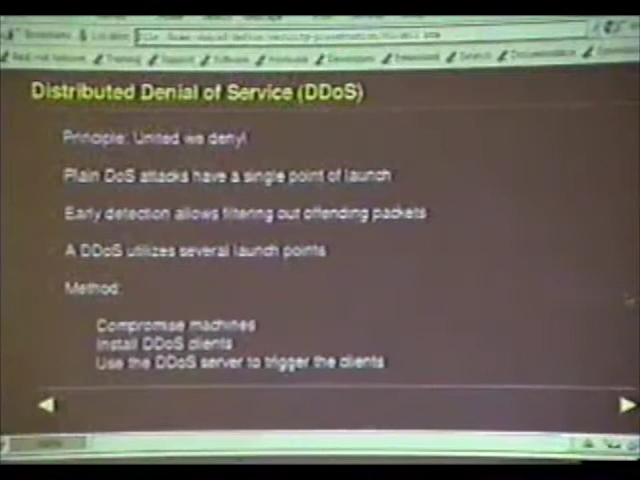 Location
Distributed Denial of Service (DDoS)
Principle: United we deny!
Plain DoS attacks have a single point of launch
Early detection allows filtering out offending packets
A DDoS utilizes several launch points
Method:
Compromise machines
Install DDoS clients
Use the DDoS server to trigger the clients